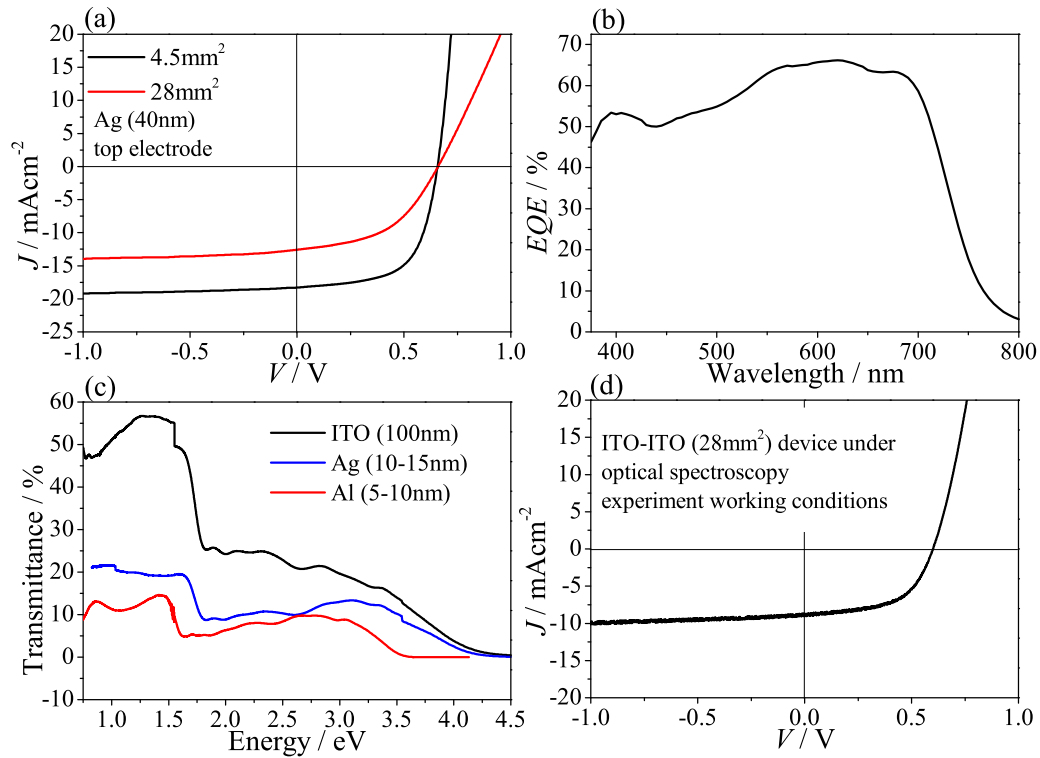 (a)
20
15
10
5
0
-5
-10
-15
-20
-25
J / mAcm-2
4.5mm2
28mm2
Ag (40nm)
top electrode
-1.0 -0.5 0.0 0.5 1.0
V / V
(b)
70
60
50
40
30
20
10
0
EQE / %
400 500 600 700 800
Wavelength / nm
(c)
60
50
40
30
20
10
0
-10
Transmittance / %
ITO (100nm)
Ag (10-15nm)
Al (5-10nm)
1.0 1.5 2.0 2.5 3.0 3.5 4.0 4.5
Energy / eV
(d)
20
15
10
5
0
-5
-10
-15
-20
J / mAcm-2
ITO-ITO (28mm2) device under
optical spectroscopy
experiment working conditions
-1.0 -0.5 0.0 0.5 1.0
V / V